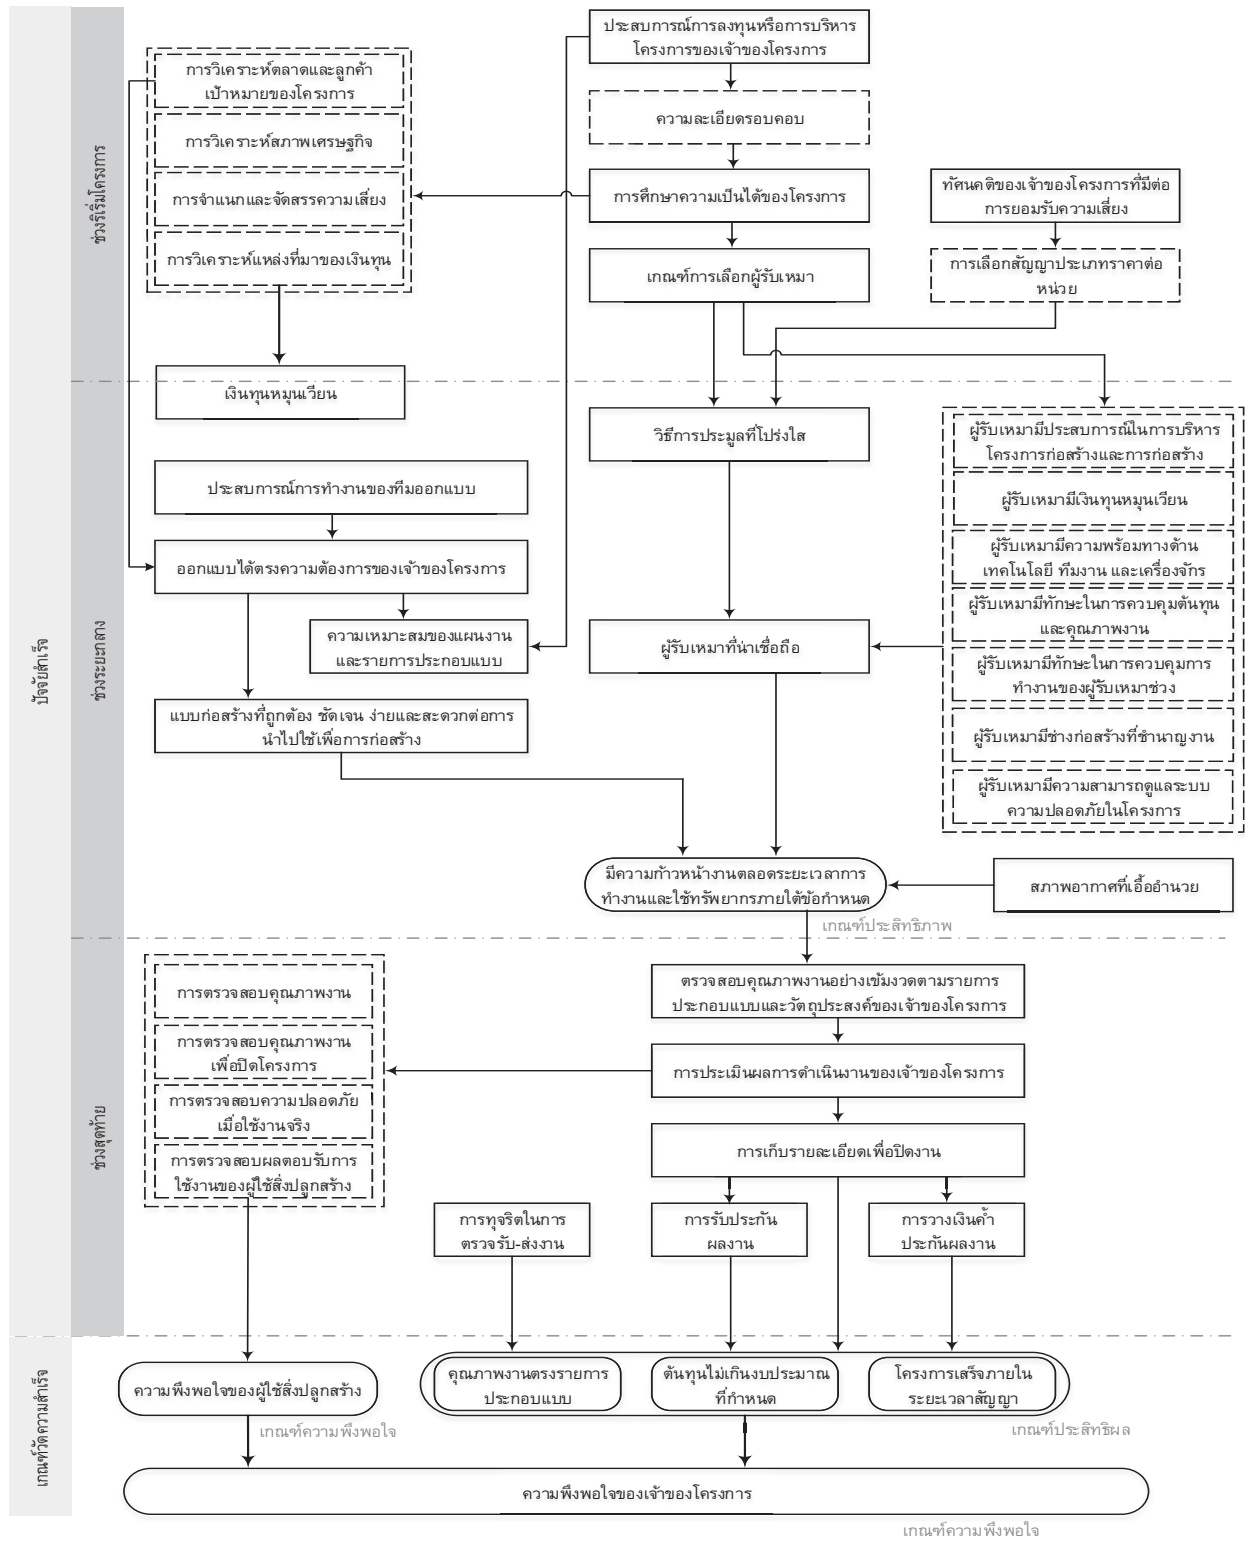 ประสบการณ์การลงทุนหรือการบริหาร
โครงการของเจ้าของโครงการ
การวิเคราะห์ตลาดและลูกค้า
เป้าหมายของโครงการ
ความละเอียดรอบคอบ
การวิเคราะห์สภาพเศรษฐกิจ
การจำแนกและจัดสรรความเสี่ยง
การศึกษาความเป็นได้ของโครงการ
ทัศนคติของเจ้าของโครงการที่มีต่อ
การยอมรับความเสี่ยง
การวิเคราะห์แหล่งที่มาของเงินทุน
เกณฑ์การเลือกผู้รับเหมา
การเลือกสัญญาประเภทราคาต่อ
หน่วย
ช่วงริเริ่มโครงการ
เงินทุนหมุนเวียน
วิธีการประมูลที่โปร่งใส
ผู้รับเหมามีประสบการณ์ในการบริหาร
โครงการก่อสร้างและการก่อสร้าง
ประสบการณ์การทำงานของทีมออกแบบ
ผู้รับเหมามีเงินทุนหมุนเวียน
ออกแบบได้ตรงความต้องการของเจ้าของโครงการ
ผู้รับเหมามีความพร้อมทางด้าน
เทคโนโลยี ทีมงาน และเครื่องจักร
ผู้รับเหมามีทักษะในการควบคุมต้นทุน
และคุณภาพงาน
ความเหมาะสมของแผนงาน
และรายการประกอบแบบ
ผู้รับเหมาที่น่าเชื่อถือ
ผู้รับเหมามีทักษะในการควบคุมการ
ทำงานของผู้รับเหมาช่วง
ปัจจัยสำเร็จ
ช่วงระยะกลาง
แบบก่อสร้างที่ถูกต้อง ชัดเจน ง่ายและสะดวกต่อการ
นำไปใช้เพื่อการก่อสร้าง
ผู้รับเหมามีช่างก่อสร้างที่ชำนาญงาน
ผู้รับเหมามีความสามารถดูแลระบบ
ความปลอดภัยในโครงการ
มีความก้าวหน้างานตลอดระยะเวลาการ
ทำงานและใช้ทรัพยากรภายใต้ข้อกำหนด
สภาพอากาศที่เอื้ออำนวย
เกณฑ์ประสิทธิภาพ
การตรวจสอบคุณภาพงาน
ตรวจสอบคุณภาพงานอย่างเข้มงวดตามรายการ
ประกอบแบบและวัตถุประสงค์ของเจ้าของโครงการ
การตรวจสอบคุณภาพงาน
เพื่อปิดโครงการ
การประเมินผลการดำเนินงานของเจ้าของโครงการ
การตรวจสอบความปลอดภัย
เมื่อใช้งานจริง
ช่วงสุดท้าย
การเก็บรายละเอียดเพื่อปิดงาน
การตรวจสอบผลตอบรับการ
ใช้งานของผู้ใช้สิ่งปลูกสร้าง
การทุจริตในการ
ตรวจรับ-ส่งงาน
การรับประกัน
ผลงาน
การวางเงินค้ำ
ประกันผลงาน
ความพึงพอใจของผู้ใช้สิ่งปลูกสร้าง
คุณภาพงานตรงรายการ
ประกอบแบบ
ต้นทุนไม่เกินงบประมาณ
ที่กำหนด
โครงการเสร็จภายใน
ระยะเวลาสัญญา
เกณฑ์วัดความสำเร็จ
เกณฑ์ความพึงพอใจ
เกณฑ์ประสิทธิผล
ความพึงพอใจของเจ้าของโครงการ
เกณฑ์ความพึงพอใจ